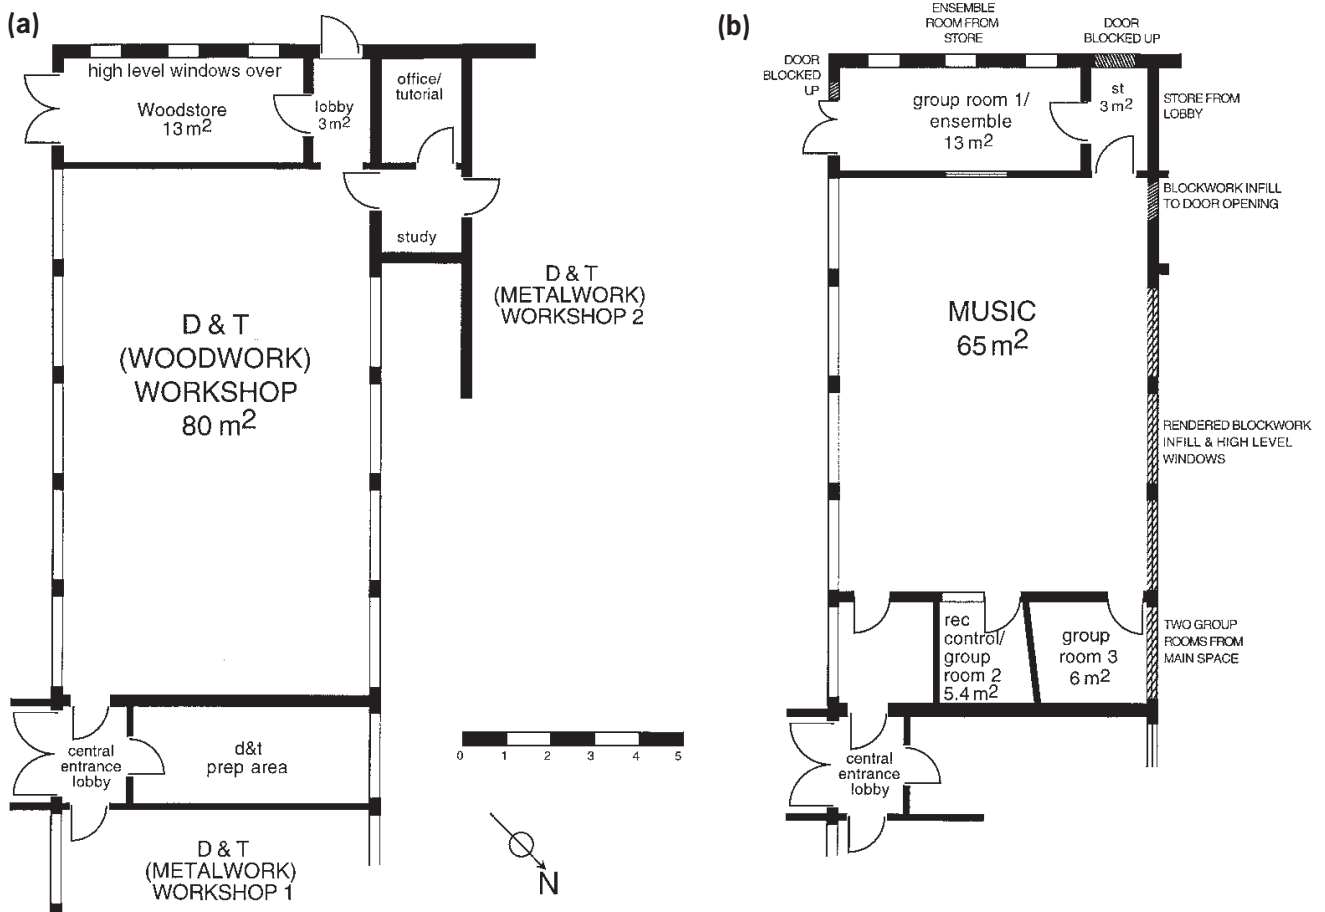 (a)
high level windows over
Woodstore
13 m2
lobby
3 m2
office/
tutorial
study
D & T
(METALWORK)
WORKSHOP 2
D & T
(WOODWORK)
WORKSHOP
80 m2
central
entrance
lobby
d&t
prep area
D & T
(METALWORK)
WORKSHOP 1
0 1 2 3 4 5
N
(b)
ENSEMBLE
ROOM FROM
STORE
DOOR
BLOCKED UP
DOOR
BLOCKED
UP
group room 1/
ensemble
13 m2
st
3 m2
STORE FROM
LOBBY
BLOCKWORK INFILL
TO DOOR OPENING
MUSIC
65 m2
RENDERED BLOCKWORK
INFILL & HIGH LEVEL
WINDOWS
rec
control/
group
room 2
5.4 m2
group
room 3
6 m2
TWO GROUP
ROOMS FROM
MAIN SPACE
central
entrance
lobby